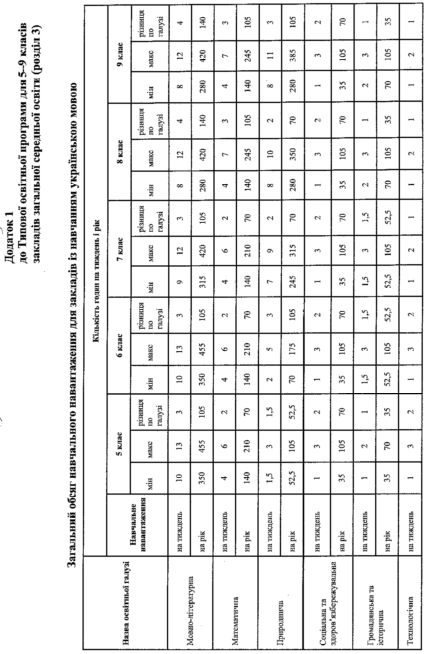 Додаток 1
до Типової освітньої програми для 5–9 класів
закладів загальної середньої освіти (розділ 3)
Загальний обсяг навчального навантаження для закладів із навчанням українською мовою
Назва освітньої галузі Навчальне навантаження Кількість годин на тиждень і рік
5 клас 6 клас 7 клас 8 клас 9 клас
мін макс різниця по галузі мін макс різниця по галузі мін макс різниця по галузі мін макс різниця по галузі мін макс різниця по галузі
Мовно-літературна на тиждень 10 13 3 10 13 3 9 12 3 8 12 4 8 12 4
на рік 350 455 105 350 455 105 315 420 105 280 420 140 280 420 140
Математична на тиждень 4 6 2 4 6 2 4 6 2 4 7 3 4 7 3
на рік 140 210 70 140 210 70 140 210 70 140 245 105 140 245 105
Природнича на тиждень 1,5 3 1,5 2 5 3 7 9 2 8 10 2 8 11 3
на рік 52,5 105 52,5 70 175 105 245 315 70 280 350 70 280 385 105
Соціальна та здоров'язбережувальна на тиждень 1 3 2 1 3 2 1 3 2 1 3 2 1 3 2
на рік 35 105 70 35 105 70 35 105 70 35 105 70 35 105 70
Громадянська та історична на тиждень 1 2 1 1,5 3 1,5 1,5 3 1,5 2 3 1 2 3 1
на рік 35 70 35 52,5 105 52,5 52,5 105 52,5 70 105 35 70 105 35
Технологічна на тиждень 1 3 2 1 3 2 1 2 1 1 2 1 1 2 1